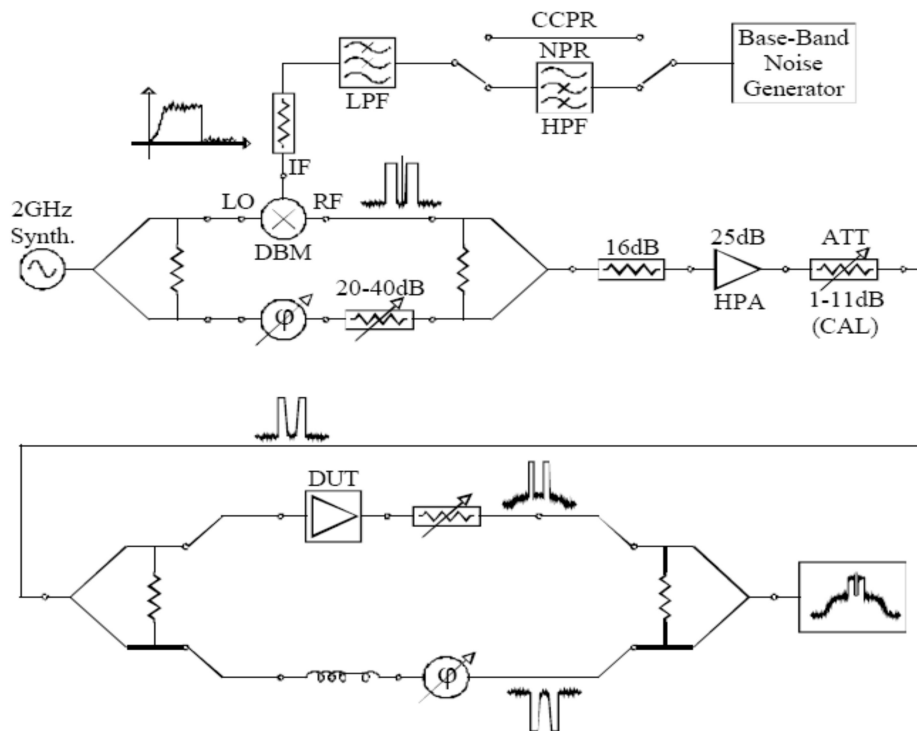 CCPR
NPR
HPF
LPF
Base-Band
Noise
Generator
IF
LO
RF
DBM
2GHz
Synth.
φ
20-40dB
16dB
25dB
HPA
ATT
1-11dB
(CAL)
DUT
φ